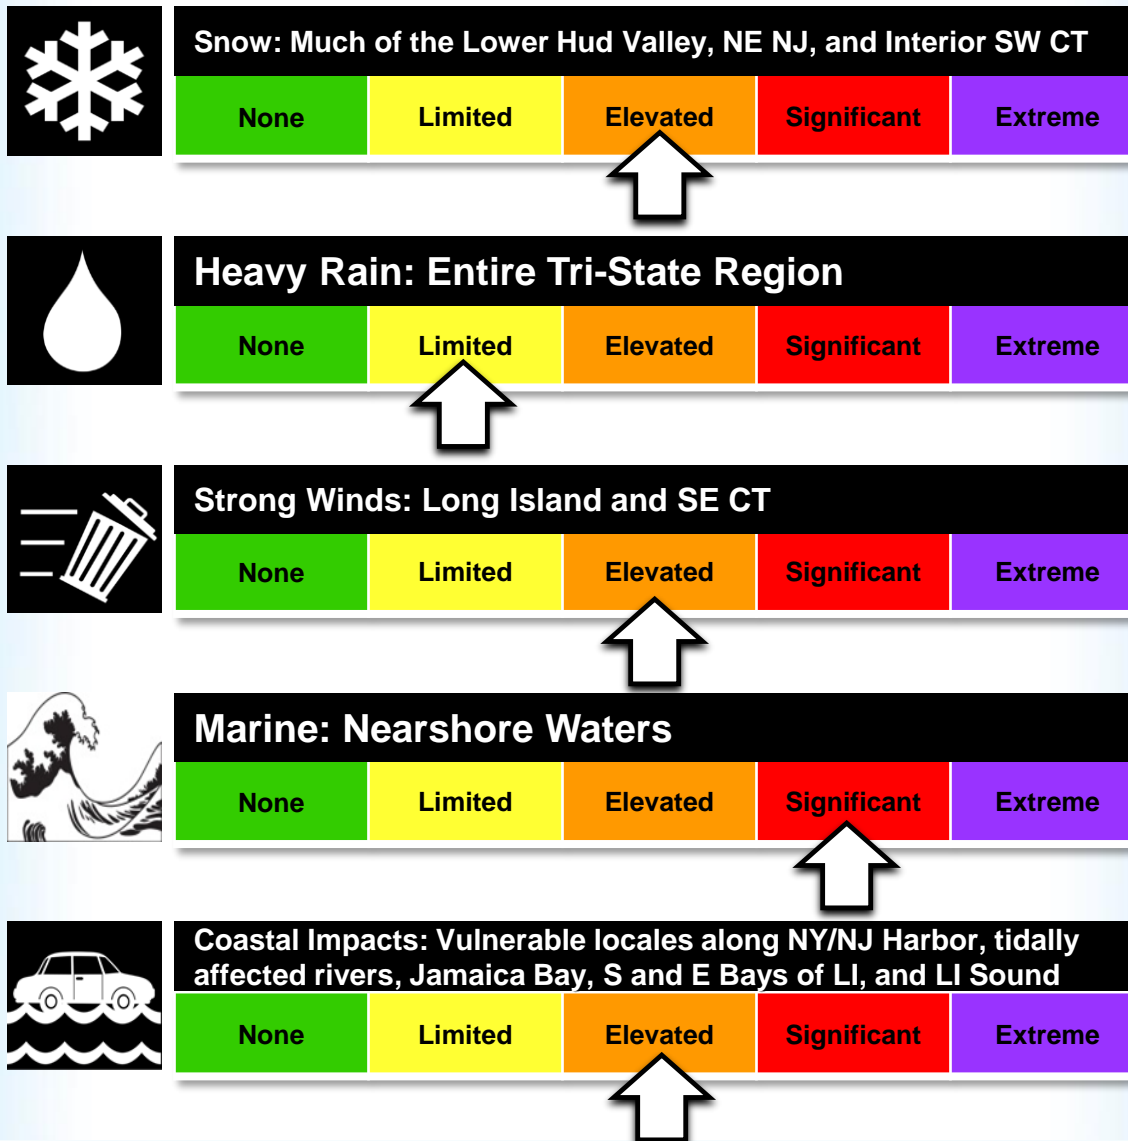 Snow: Much of the Lower Hud Valley, NE NJ, and Interior SW CT
None Limited Elevated Significant Extreme
Heavy Rain: Entire Tri-State Region
None Limited Elevated Significant Extreme
Strong Winds: Long Island and SE CT
None Limited Elevated Significant Extreme
Marine: Nearshore Waters
None Limited Elevated Significant Extreme
Coastal Impacts: Vulnerable locales along NY/NJ Harbor, tidally
affected rivers, Jamaica Bay, S and E Bays of LI, and LI Sound
None Limited Elevated Significant Extreme